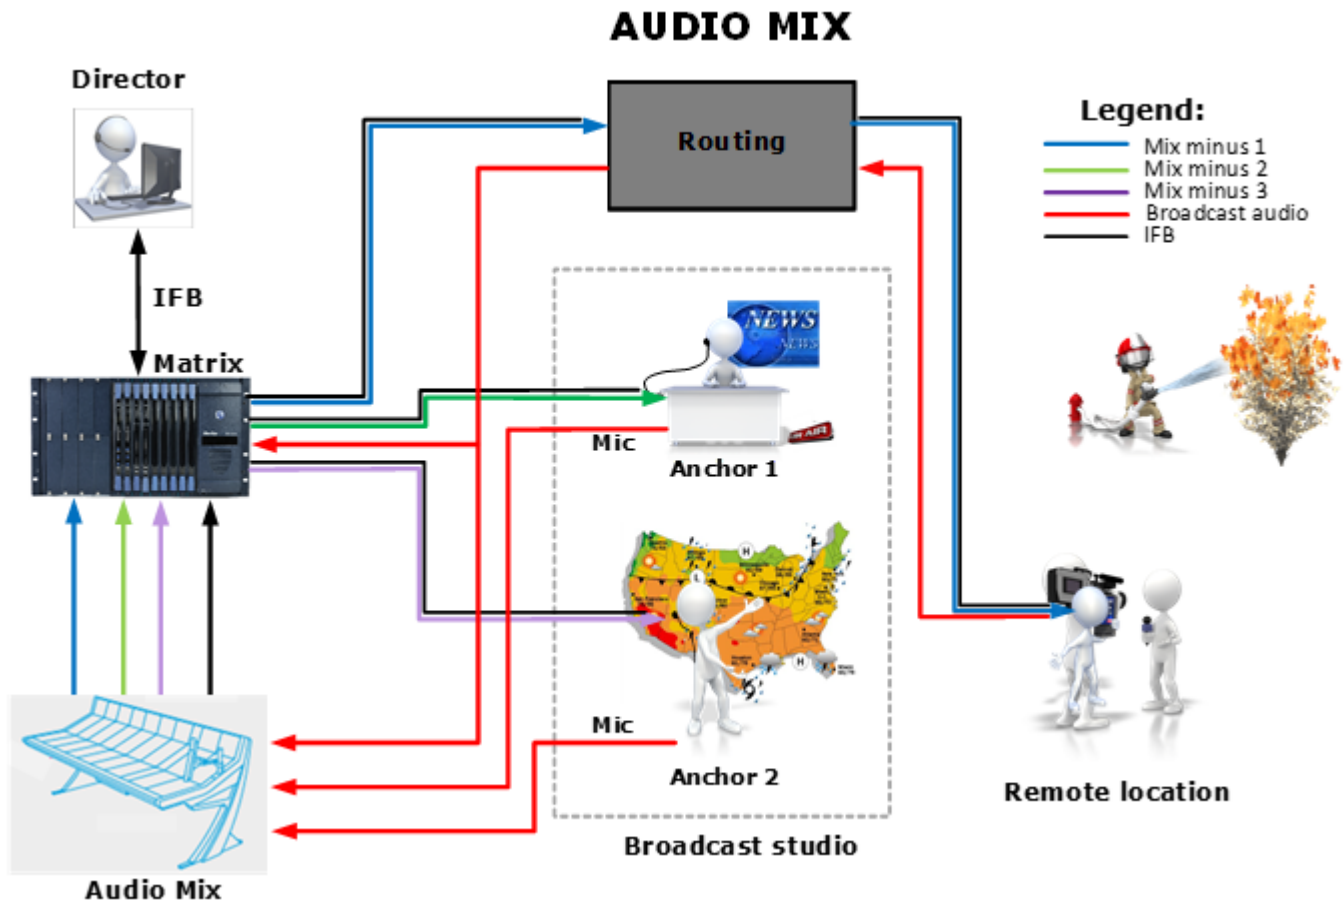 AUDIO MIX
Director
Routing
Legend:
Mix minus 1
Mix minus 2
Mix minus 3
Broadcast audio
IFB
IFB
Matrix
NEWS
NEWS
Mic
AIR
Anchor 1
H
L
H
Mic
Anchor 2
Remote location
Broadcast studio
Audio Mix